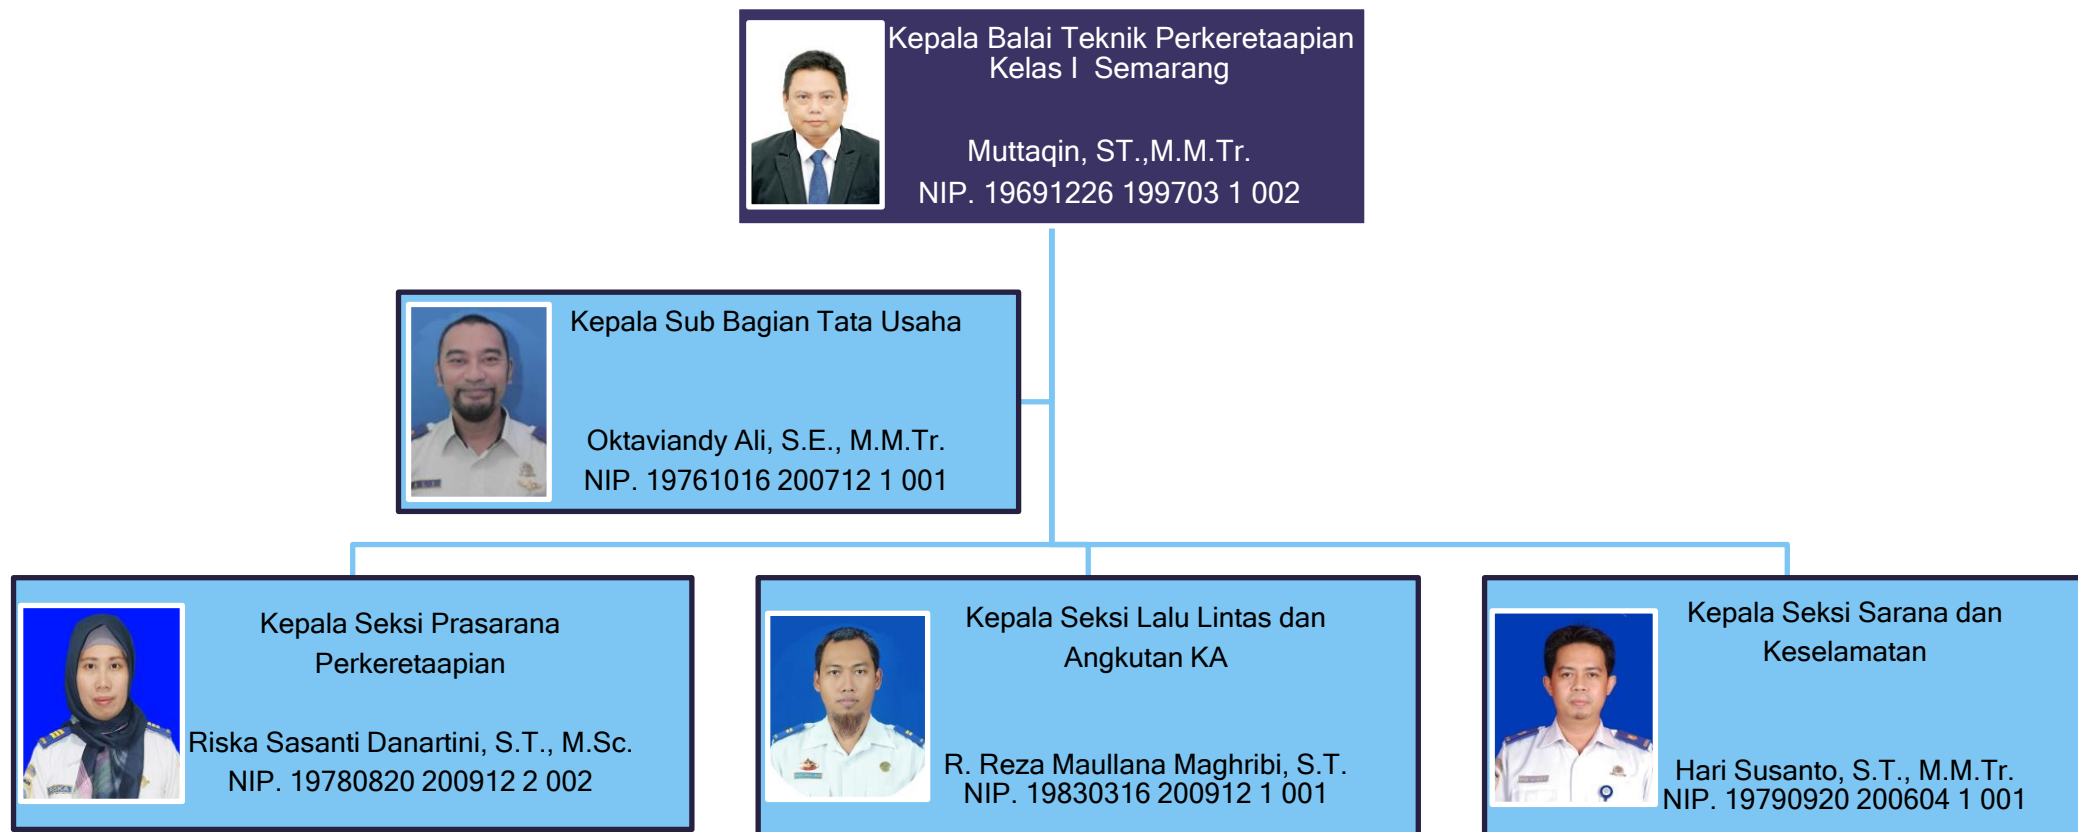 Kepala Balai Teknik Perkeretaapian
Kelas I Semarang
Muttaqin, ST.,M.M.Tr.
NIP. 19691226 199703 1 002
Kepala Sub Bagian Tata Usaha
Oktaviandy Ali, S.E., M.M.Tr.
NIP. 19761016 200712 1 001
ALI
Kepala Seksi Prasarana
Perkeretaapian
Riska Sasanti Danartini, S.T., M.Sc.
NIP. 19780820 200912 2 002
Kepala Seksi Lalu Lintas dan
Angkutan KA
R. Reza Maullana Maghribi, S.T.
NIP. 19830316 200912 1 001
Kepala Seksi Sarana dan
Keselamatan
Hari Susanto, S.T., M.M.Tr.
NIP. 19790920 200604 1 001